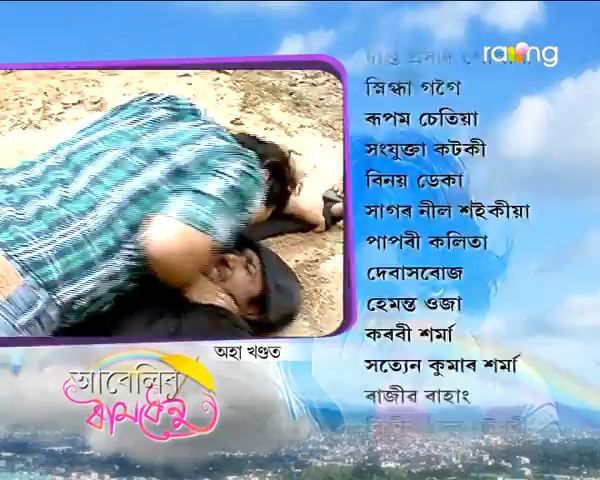 rang
স্নিগ্ধা গগৈ
ৰূপম চেতিয়া
সংযুক্তা কটকী
বিনয় ডেকা
সাগৰ নীল শইকীয়া
পাপৰী কলিতা
দেবাসৰোজ
হেমন্ত ওজা
কৰবী শৰ্মা
সত্যেন কুমাৰ শৰ্মা
ৰাজীৱ ৰাহাং
অহা খণ্ডত
আবেলিৰ
ৰামধেনু